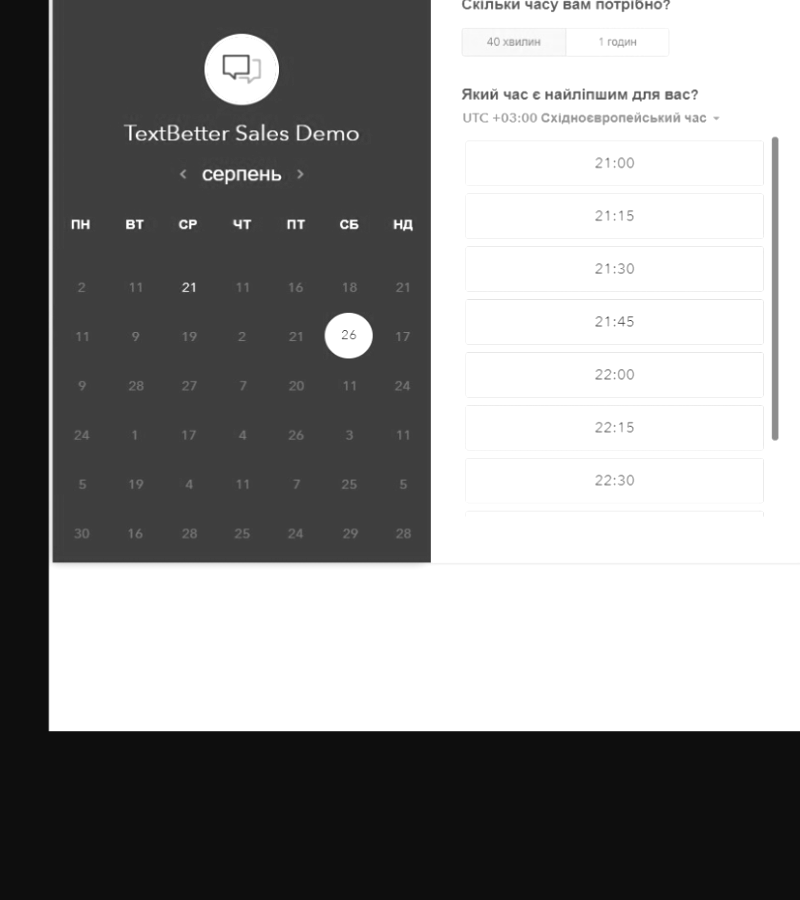 TextBetter Sales Demo
‹ серпень ›
ПН ВТ СР ЧТ ПТ СБ НД
2 11 21 11 16 18 21
11 9 19 2 21 26 17
9 28 27 7 20 11 24
24 1 17 4 26 3 11
5 19 4 11 7 25 5
30 16 28 25 24 29 28
Скільки часу вам потрібно?
40 хвилин 1 годин
Який час є найліпшим для вас?
UTC +03:00 Східноєвропейський час
21:00
21:15
21:30
21:45
22:00
22:15
22:30